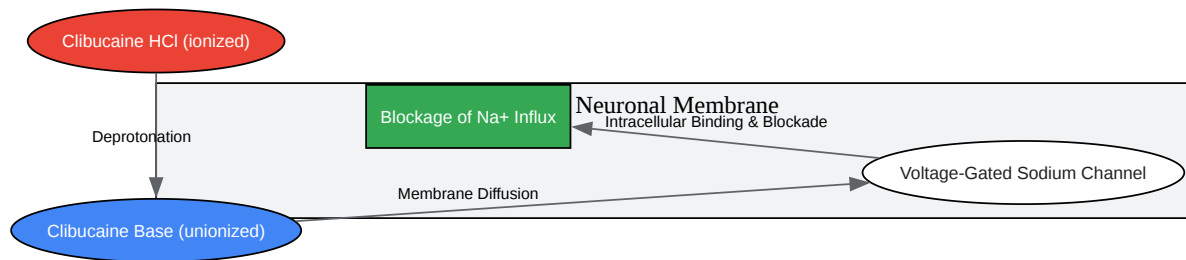 Clibucaine HCl (ionized)
Neuronal Membrane
Blockage of Na+ Influx
Intracellular Binding & Blockade
Deprotonation
Voltage-Gated Sodium Channel
Membrane Diffusion
Clibucaine Base (unionized)